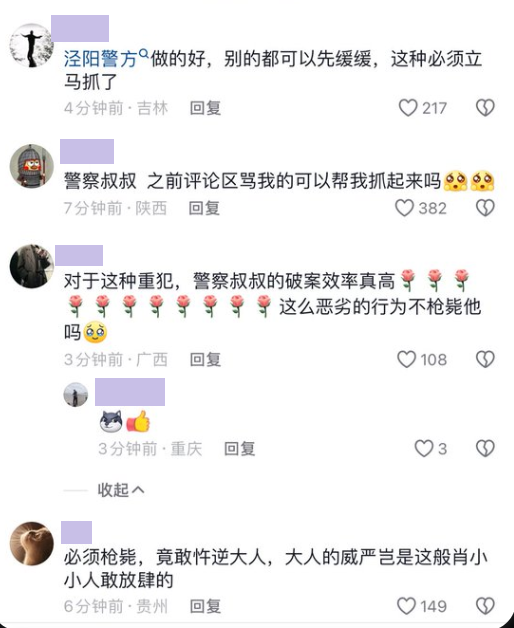 泾阳警方做的好，别的都可以先缓缓，这种必须立
马抓了
4分钟前·吉林 回复 217
警察叔叔 之前评论区骂我的可以帮我抓起来吗🥺🥺
7分钟前·陕西 回复 382
对于这种重犯，警察叔叔的破案效率真高🌹🌹🌹
🌹🌹🌹🌹🌹🌹🌹🌹这么恶劣的行为不枪毙他
吗🥹
3分钟前·广西 回复 108
👍
3分钟前·重庆 回复 3
收起
必须枪毙，竟敢忤逆大人，大人的威严岂是这般肖小
小人敢放肆的
6分钟前·贵州 回复 149